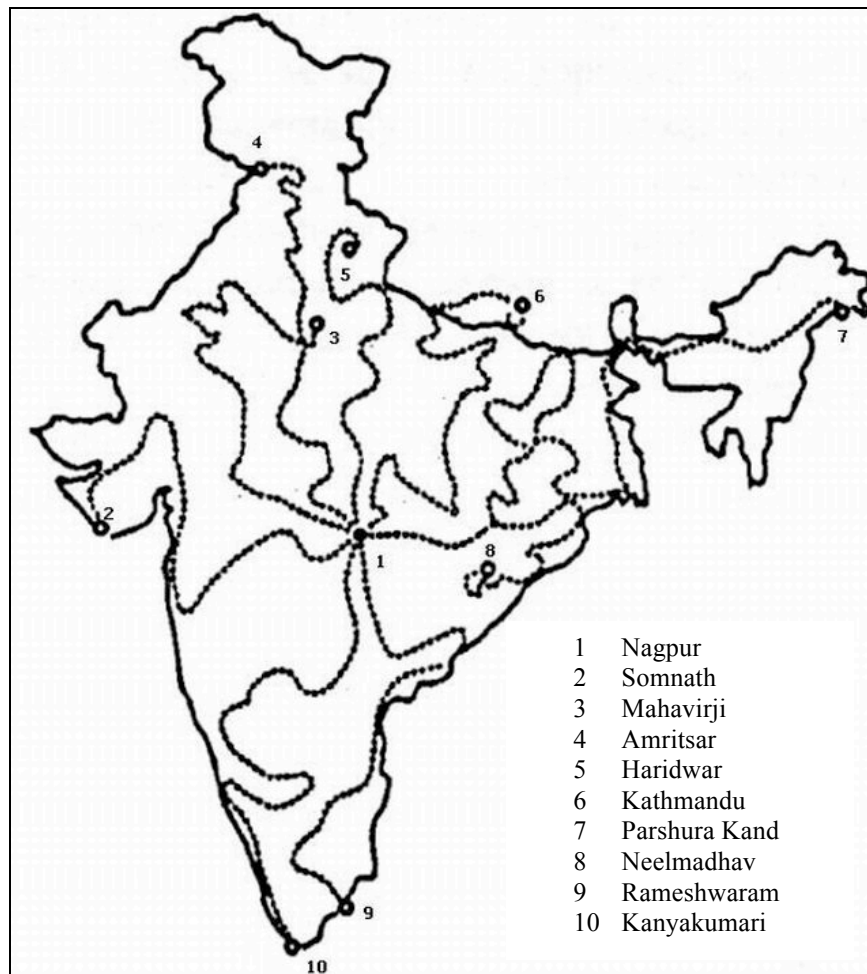 4
5
6
3
7
2
1
8
1 Nagpur
2 Somnath
3 Mahavirji
4 Amritsar
5 Haridwar
6 Kathmandu
7 Parshura Kand
8 Neelmadhav
9 Rameshwaram
10 Kanyakumari
9
10